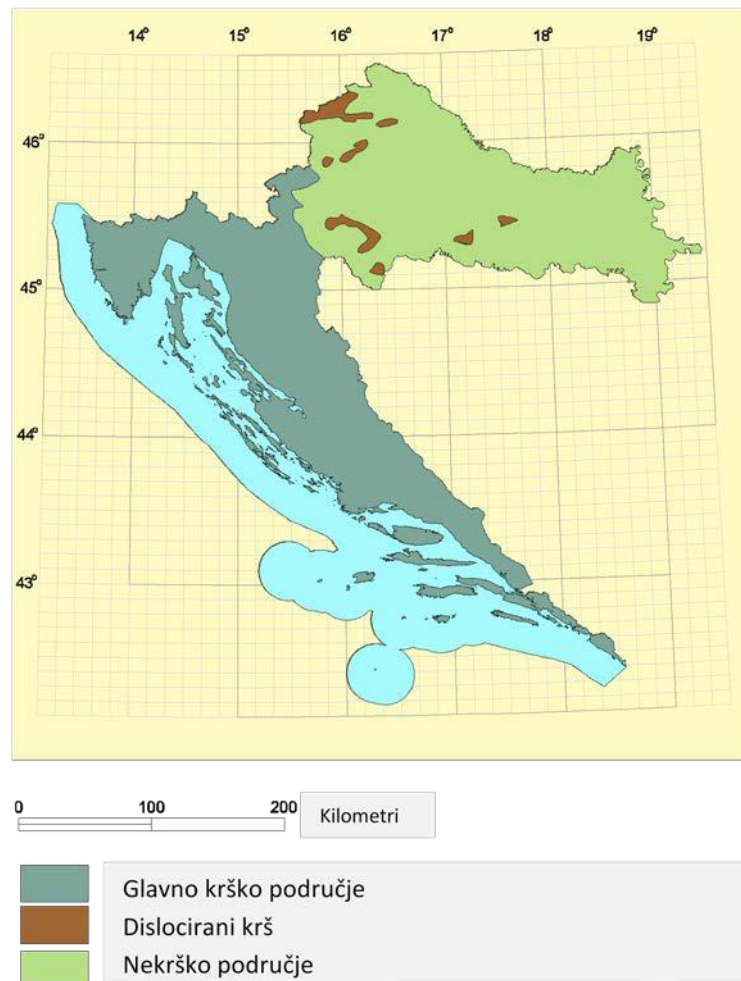 14° 15° 16° 17° 18° 19°
46°
45°
44°
43°
0 100 200 Kilometri
Glavno krško područje
Dislocirani krš
Nekrško područje